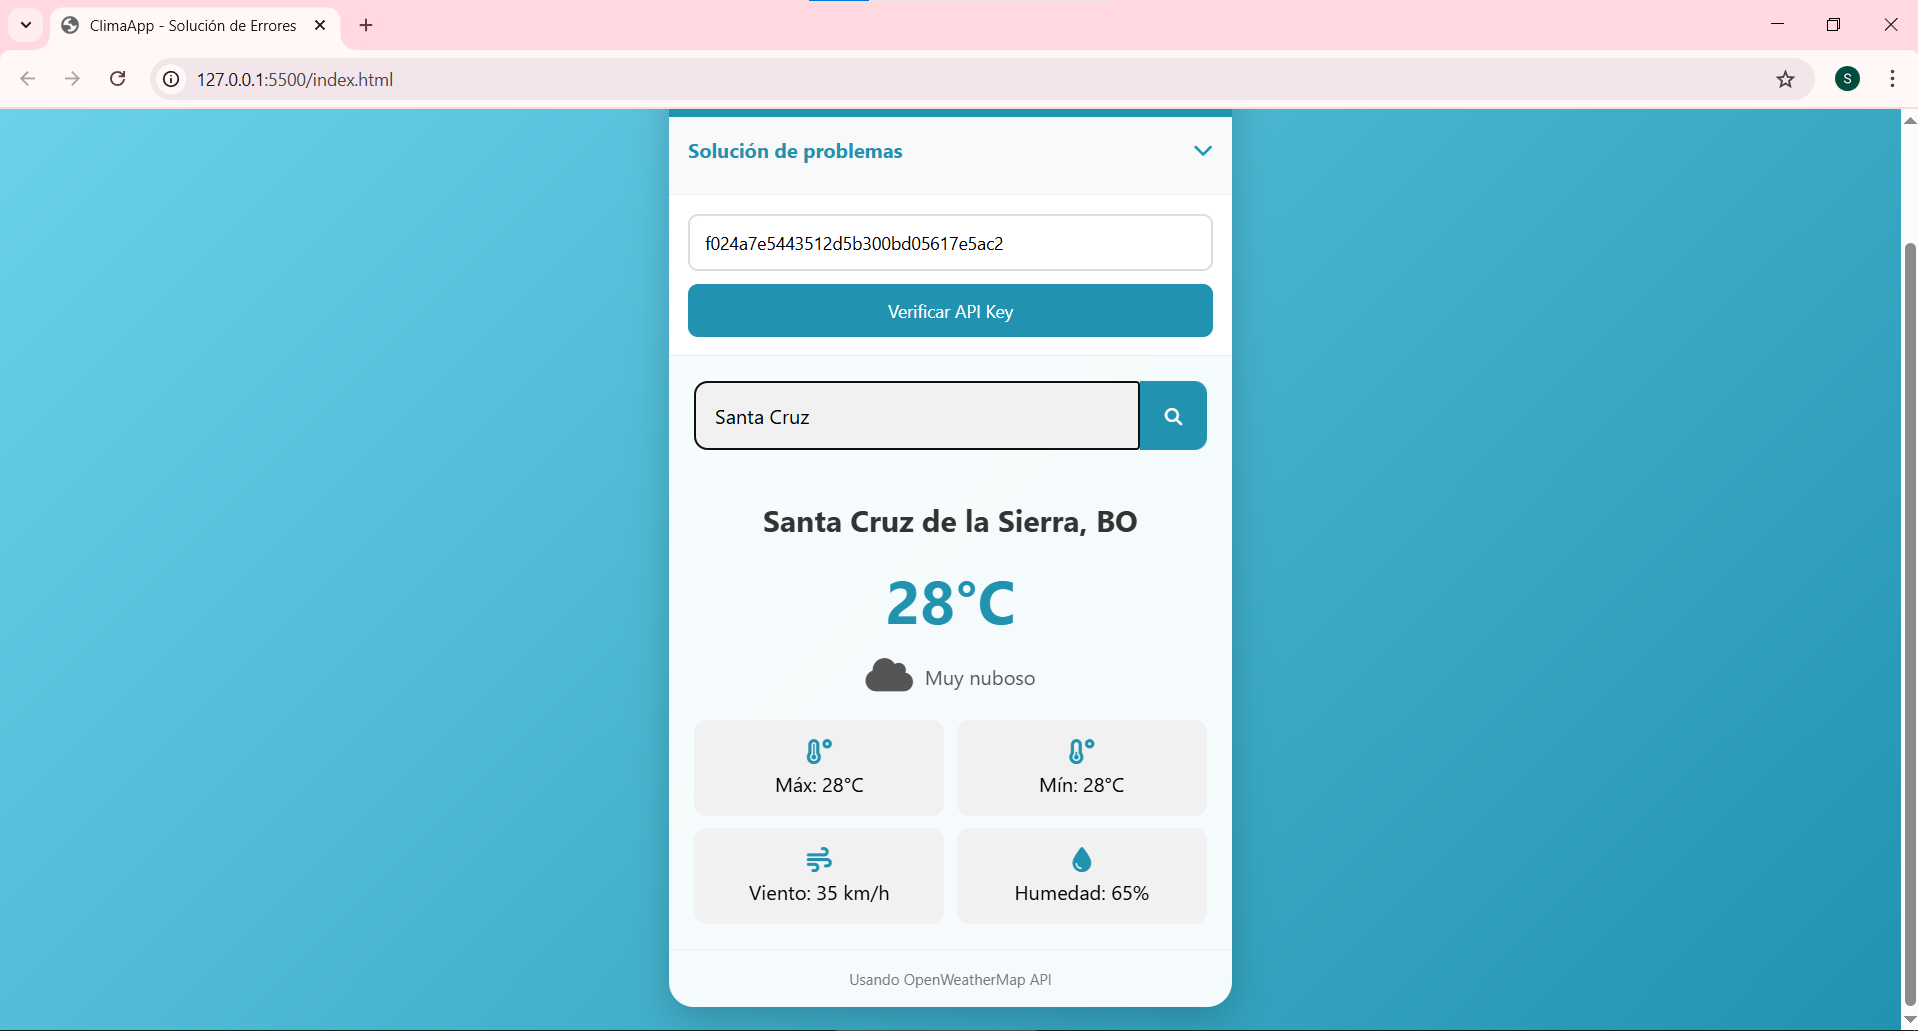 ClimaApp - Solución de Errores
127.0.0.1:5500/index.html
S
Solución de problemas
f024a7e5443512d5b300bd05617e5ac2
Verificar API Key
Santa Cruz
Santa Cruz de la Sierra, BO
28°C
Muy nuboso
Máx: 28°C
Mín: 28°C
Viento: 35 km/h
Humedad: 65%
Usando OpenWeatherMap API